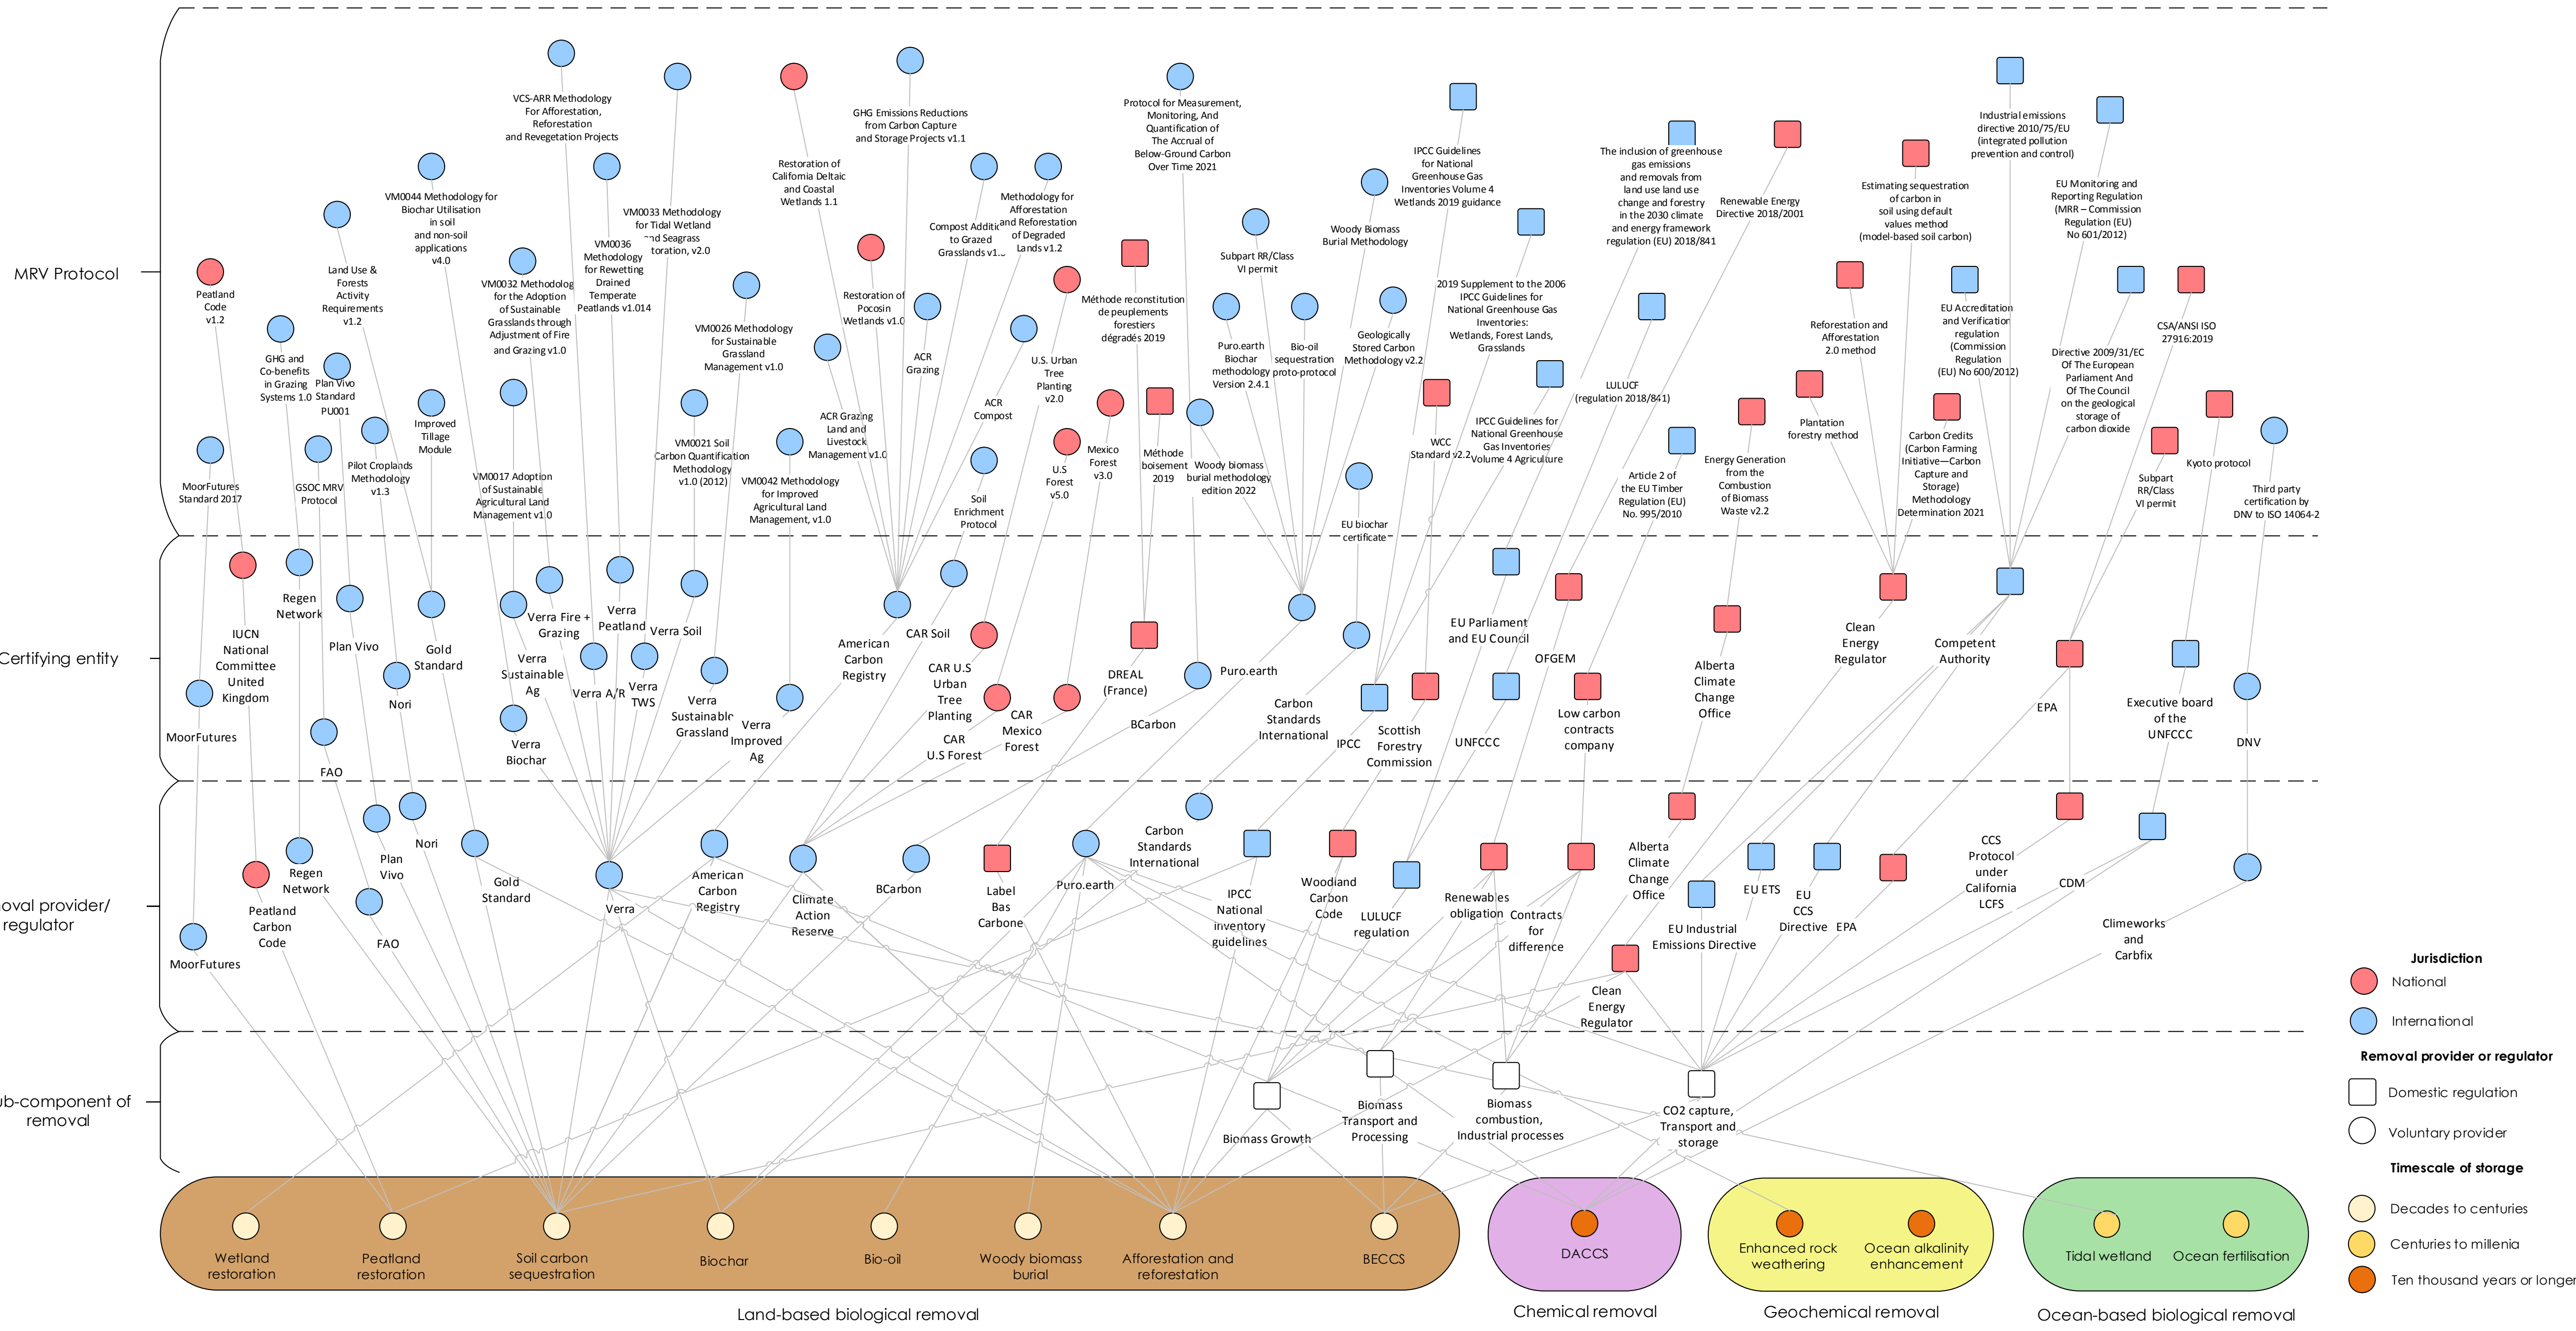 MRV Protocol
VCS-ARR Methodology
For Afforestation,
Reforestation
and Revegetation Projects
GHG Emissions Reductions
from Carbon Capture
and Storage Projects v1.1
Protocol for Measurement,
Monitoring, And
Quantification of
The Accrual of
Below-Ground Carbon
Over Time 2021
Industrial emissions
directive 2010/75/EU
(integrated pollution
prevention and control)
Restoration of
California Deltaic
and Coastal
Wetlands 1.1
IPCC Guidelines
for National
Greenhouse Gas
Inventories Volume 4
Wetlands 2019 guidance
The inclusion of greenhouse
gas emissions
and removals from
land use land use
change and forestry
in the 2030 climate
and energy framework
regulation (EU) 2018/841
Renewable Energy
Directive 2018/2001
Estimating sequestration
of carbon in
soil using default
values method
(model-based soil carbon)
EU Monitoring and
Reporting Regulation
(MRR – Commission
Regulation (EU)
No 601/2012)
VM0044 Methodology for
Biochar Utilisation
in soil
and non-soil
applications
v4.0
VM0033 Methodology
for Tidal Wetland
nd Seagrass
toration, v2.0
VM0036
Methodology
for Rewetting
Drained
Temperate
Peatlands v1.014
Compost Additic
to Grazed
Grasslands v1.
Methodology for
Afforestation
and Reforestation
of Degraded
Lands v1.2
Subpart RR/Class
VI permit
Woody Biomass
Burial Methodology
Peatland
Code
v1.2
Land Use &
Forests
Activity
Requirements
v1.2
VM0032 Methodolog
for the Adoption
of Sustainable
Grasslands through
Adjustment of Fire
and Grazing v1.0
VM0026 Methodology
for Sustainable
Grassland
Management v1.0
Restoration of
Pocosin
Wetlands v1.0
ACR
Grazing
Méthode reconstitution
de peuplements
forestiers
dégradés 2019
2019 Supplement to the 2006
IPCC Guidelines for
National Greenhouse Gas
Inventories:
Wetlands, Forest Lands,
Grasslands
Puro.earth
Biochar
methodology
Version 2.4.1
Bio-oil
sequestration
proto-protocol
Geologically
Stored Carbon
Methodology v2.2
Reforestation and
Afforestation
2.0 method
EU Accreditation
and Verification
regulation
(Commission
Regulation
(EU) No 600/2012)
Directive 2009/31/EC
Of The European
Parliament And
Of The Council
on the geological
storage of
carbon dioxide
CSA/ANSI ISO
27916:2019
GHG and
Co-benefits
in Grazing
Systems 1.0
Plan Vivo
Standard
PU001
U.S. Urban
Tree
Planting
v2.0
LULUCF
(regulation 2018/841)
Improved
Tillage
Module
ACR Grazing
Land and
Livestock
Management v1.0
ACR
Compost
IPCC Guidelines for
National Greenhouse
Gas Inventories
Volume 4 Agriculture
Plantation
forestry method
Carbon Credits
(Carbon Farming
Initiative—Carbon
Capture and
Storage)
Methodology
Determination 2021
MoorFutures
Standard 2017
GSOC MRV
Protocol
Pilot Croplands
Methodology
v1.3
VM0017 Adoption
of Sustainable
Agricultural Land
Management v1.0
VM0021 Soil
Carbon Quantification
Methodology
v1.0 (2012)
VM0042 Methodology
for Improved
Agricultural Land
Management, v1.0
Soil
Enrichment
Protocol
U.S
Forest
v5.0
Mexico
Forest
v3.0
Méthode
boisement
2019
Woody biomass
burial methodology
edition 2022
EU biochar
certificate
WCC
Standard v2.2
Article 2 of
the EU Timber
Regulation (EU)
No. 995/2010
Energy Generation
from the
Combustion
of Biomass
Waste v2.2
Subpart
RR/Class
VI permit
Kyoto protocol
Third party
certification by
DNV to ISO 14064-2
Certifying entity
MoorFutures
IUCN
National
Committee
United
Kingdom
Regen
Network
Plan Vivo
FAO
Nori
Gold
Standard
Verra
Sustainable
Ag
Verra
Biochar
Verra Fire +
Grazing
Verra A/R
Verra
Peatland
Verra
TWS
Verra Soil
Verra
Sustainable
Grassland
Verra
Improved
Ag
American
Carbon
Registry
CAR Soil
CAR U.S
Urban
Tree
Planting
CAR
U.S Forest
CAR
Mexico
Forest
DREAL
(France)
BCarbon
Puro.earth
Carbon
Standards
International
IPCC
Scottish
Forestry
Commission
EU Parliament
and EU Council
UNFCCC
OFGEM
Low carbon
contracts
company
Alberta
Climate
Change
Office
Clean
Energy
Regulator
Competent
Authority
EPA
Executive board
of the
UNFCCC
DNV
oval provider/
regulator
MoorFutures
Peatland
Carbon
Code
Regen
Network
FAO
Plan
Vivo
Nori
Gold
Standard
Verra
American
Carbon
Registry
Climate
Action
Reserve
BCarbon
Label
Bas
Carbone
Puro.earth
Carbon
Standards
International
IPCC
National
inventory
guidelines
Woodland
Carbon
Code
LULUCF
regulation
Renewables
obligation
Contracts
for
difference
Alberta
Climate
Change
Office
Clean
Energy
Regulator
EU Industrial
Emissions Directive
EU ETS
EU
CCS
Directive
EPA
CCS
Protocol
under
California
LCFS
CDM
Climeworks
and
Carbfix
ub-component of
removal
Biomass Growth
Biomass
Transport and
Processing
Biomass
combustion,
Industrial processes
CO2 capture,
Transport and
storage
Wetland
restoration
Peatland
restoration
Soil carbon
sequestration
Biochar
Bio-oil
Woody biomass
burial
Afforestation and
reforestation
BECCS
DACCS
Enhanced rock
weathering
Ocean alkalinity
enhancement
Tidal wetland
Ocean fertilisation
Land-based biological removal
Chemical removal
Geochemical removal
Ocean-based biological removal
Jurisdiction
National
International
Removal provider or regulator
Domestic regulation
Voluntary provider
Timescale of storage
Decades to centuries
Centuries to millenia
Ten thousand years or longer